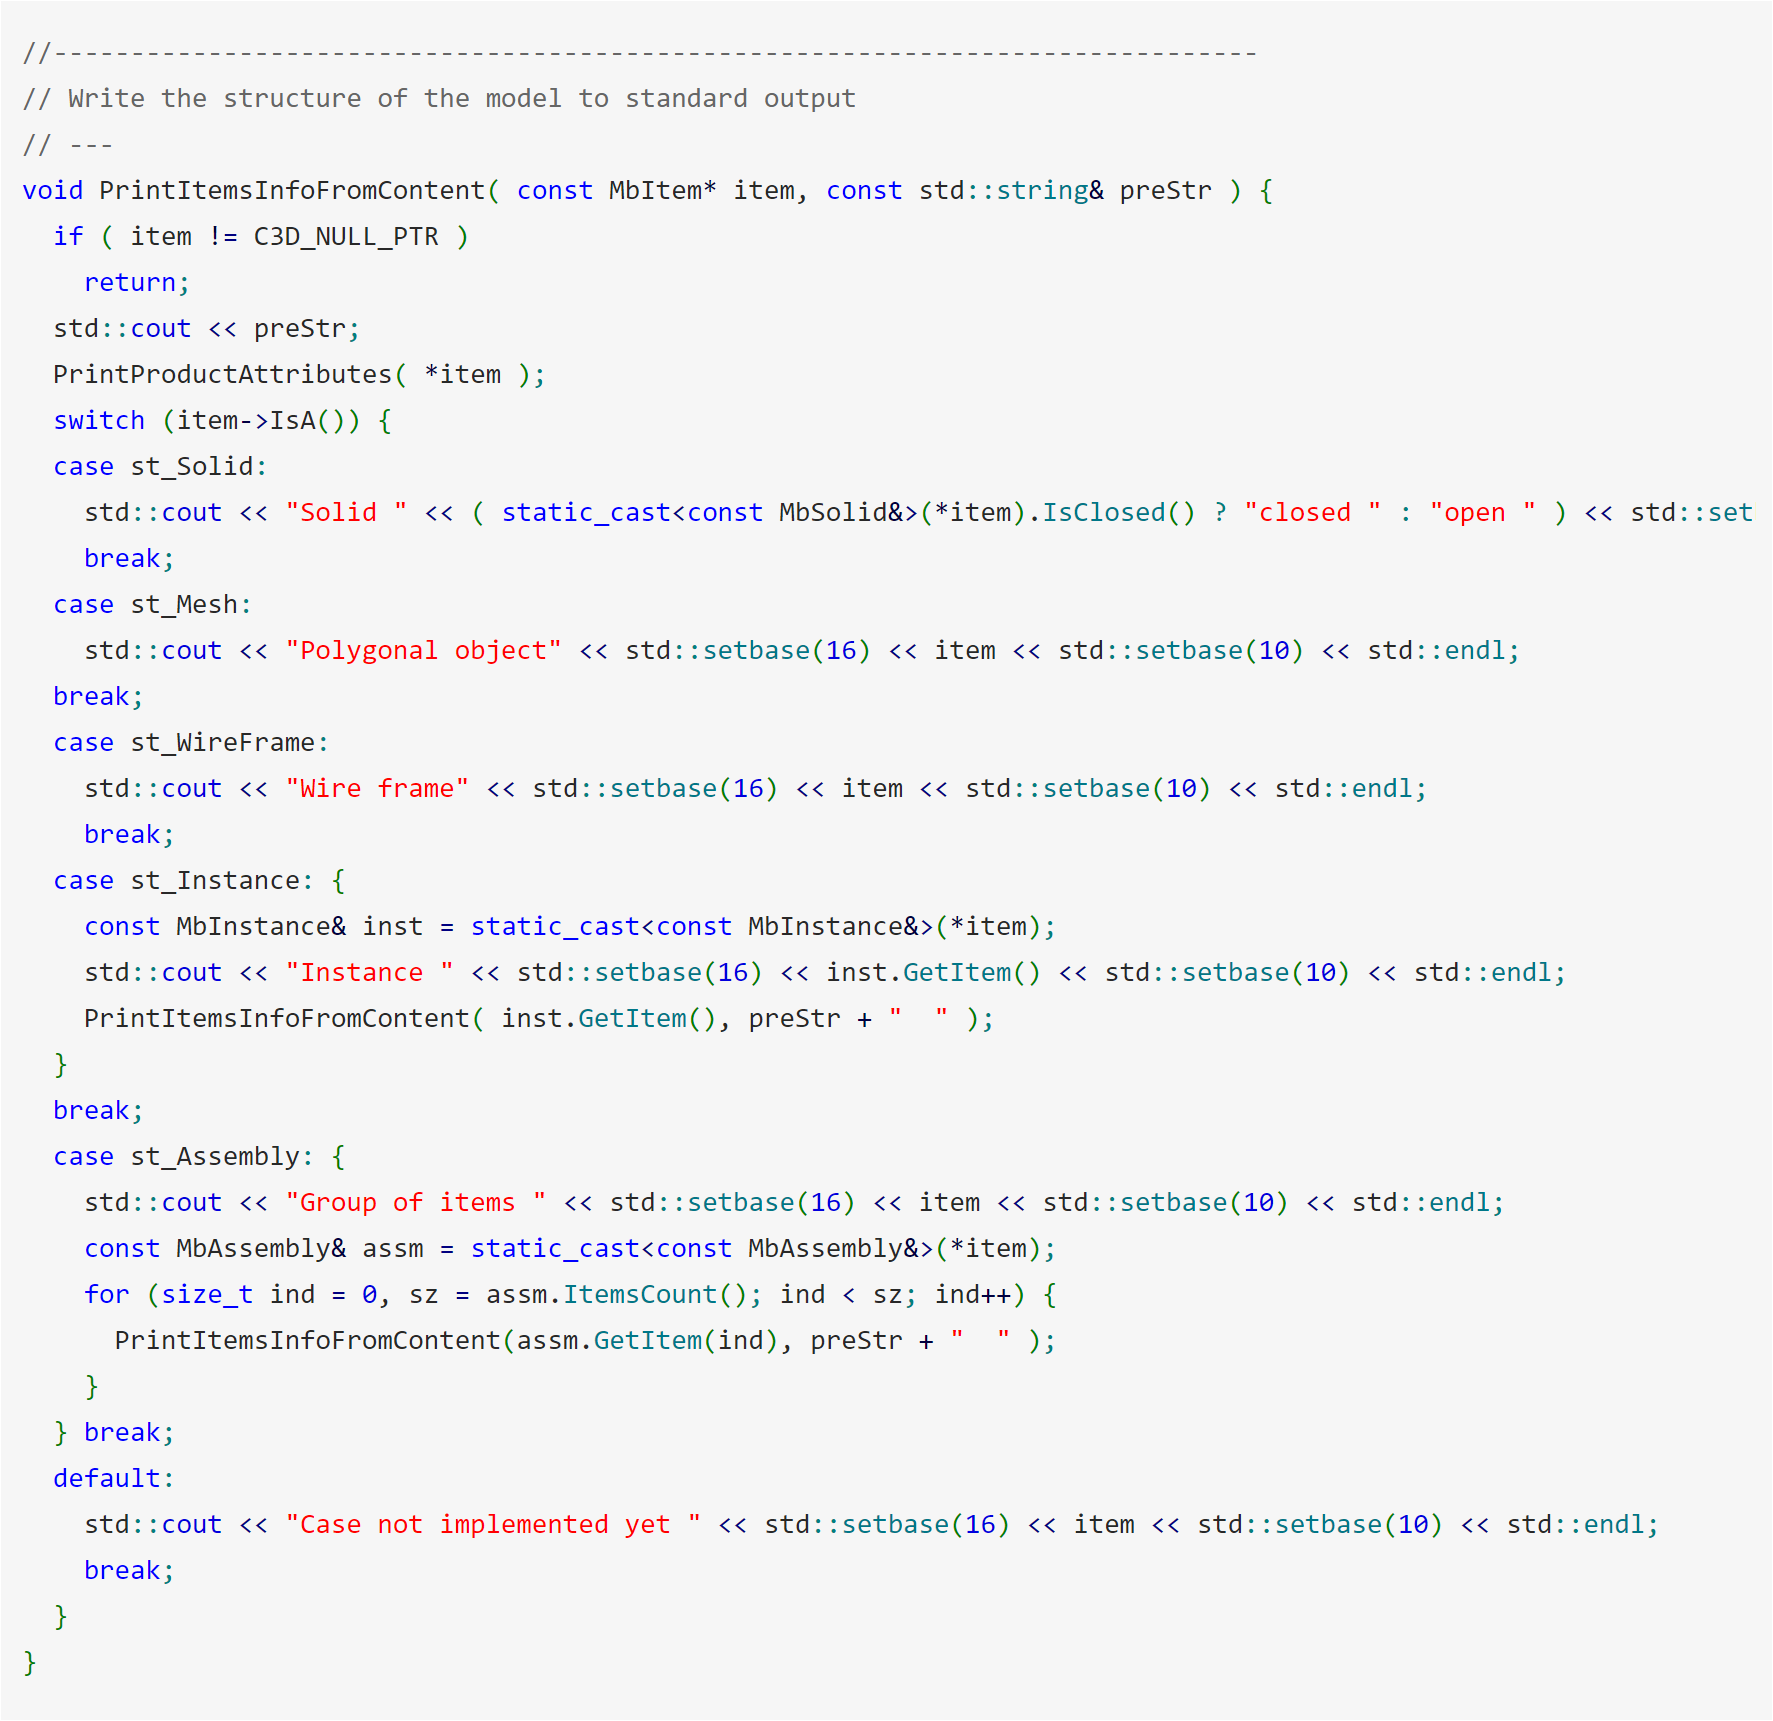 //------------------------------------------------------------------------------
// Write the structure of the model to standard output
// ---
void PrintItemsInfoFromContent( const MbItem* item, const std::string& preStr ) {
  if ( item != C3D_NULL_PTR )
    return;
  std::cout << preStr;
  PrintProductAttributes( *item );
  switch (item->IsA()) {
  case st_Solid:
    std::cout << "Solid " << ( static_cast<const MbSolid&>(*item).IsClosed() ? "closed " : "open " ) << std::set
    break;
  case st_Mesh:
    std::cout << "Polygonal object" << std::setbase(16) << item << std::setbase(10) << std::endl;
  break;
  case st_WireFrame:
    std::cout << "Wire frame" << std::setbase(16) << item << std::setbase(10) << std::endl;
    break;
  case st_Instance: {
    const MbInstance& inst = static_cast<const MbInstance&>(*item);
    std::cout << "Instance " << std::setbase(16) << inst.GetItem() << std::setbase(10) << std::endl;
    PrintItemsInfoFromContent( inst.GetItem(), preStr + "  " );
  }
  break;
  case st_Assembly: {
    std::cout << "Group of items " << std::setbase(16) << item << std::setbase(10) << std::endl;
    const MbAssembly& assm = static_cast<const MbAssembly&>(*item);
    for (size_t ind = 0, sz = assm.ItemsCount(); ind < sz; ind++) {
      PrintItemsInfoFromContent(assm.GetItem(ind), preStr + "  " );
    }
  } break;
  default:
    std::cout << "Case not implemented yet " << std::setbase(16) << item << std::setbase(10) << std::endl;
    break;
  }
}